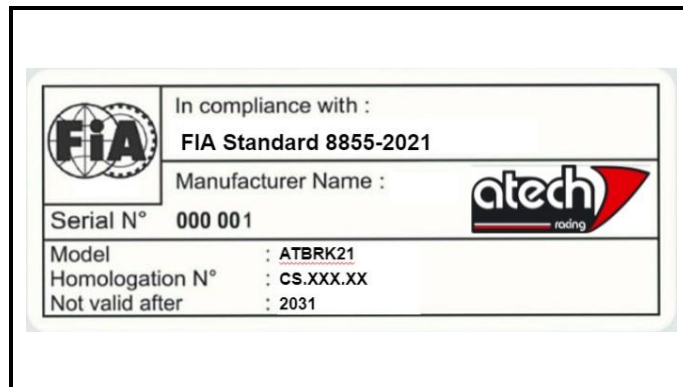 FiA
In compliance with :
FIA Standard 8855-2021
Manufacturer Name :
atech
racing
Serial N° 000 001
Model : ATBRK21
Homologation N° : CS.XXX.XX
Not valid after : 2031